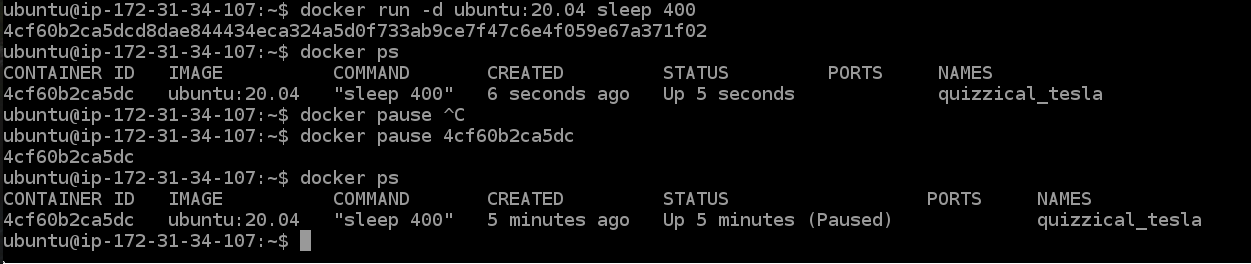 ubuntu@ip-172-31-34-107:~$ docker run -d ubuntu:20.04 sleep 400
4cf60b2ca5dcd8dae844434eca324a5d0f733ab9ce7f47c6e4f059e67a371f02
ubuntu@ip-172-31-34-107:~$ docker ps
CONTAINER ID   IMAGE          COMMAND       CREATED         STATUS         PORTS     NAMES
4cf60b2ca5dc   ubuntu:20.04   "sleep 400"   6 seconds ago   Up 5 seconds             quizzical_tesla
ubuntu@ip-172-31-34-107:~$ docker pause ^C
ubuntu@ip-172-31-34-107:~$ docker pause 4cf60b2ca5dc
4cf60b2ca5dc
ubuntu@ip-172-31-34-107:~$ docker ps
CONTAINER ID   IMAGE          COMMAND       CREATED         STATUS                  PORTS     NAMES
4cf60b2ca5dc   ubuntu:20.04   "sleep 400"   5 minutes ago   Up 5 minutes (Paused)             quizzical_tesla
ubuntu@ip-172-31-34-107:~$